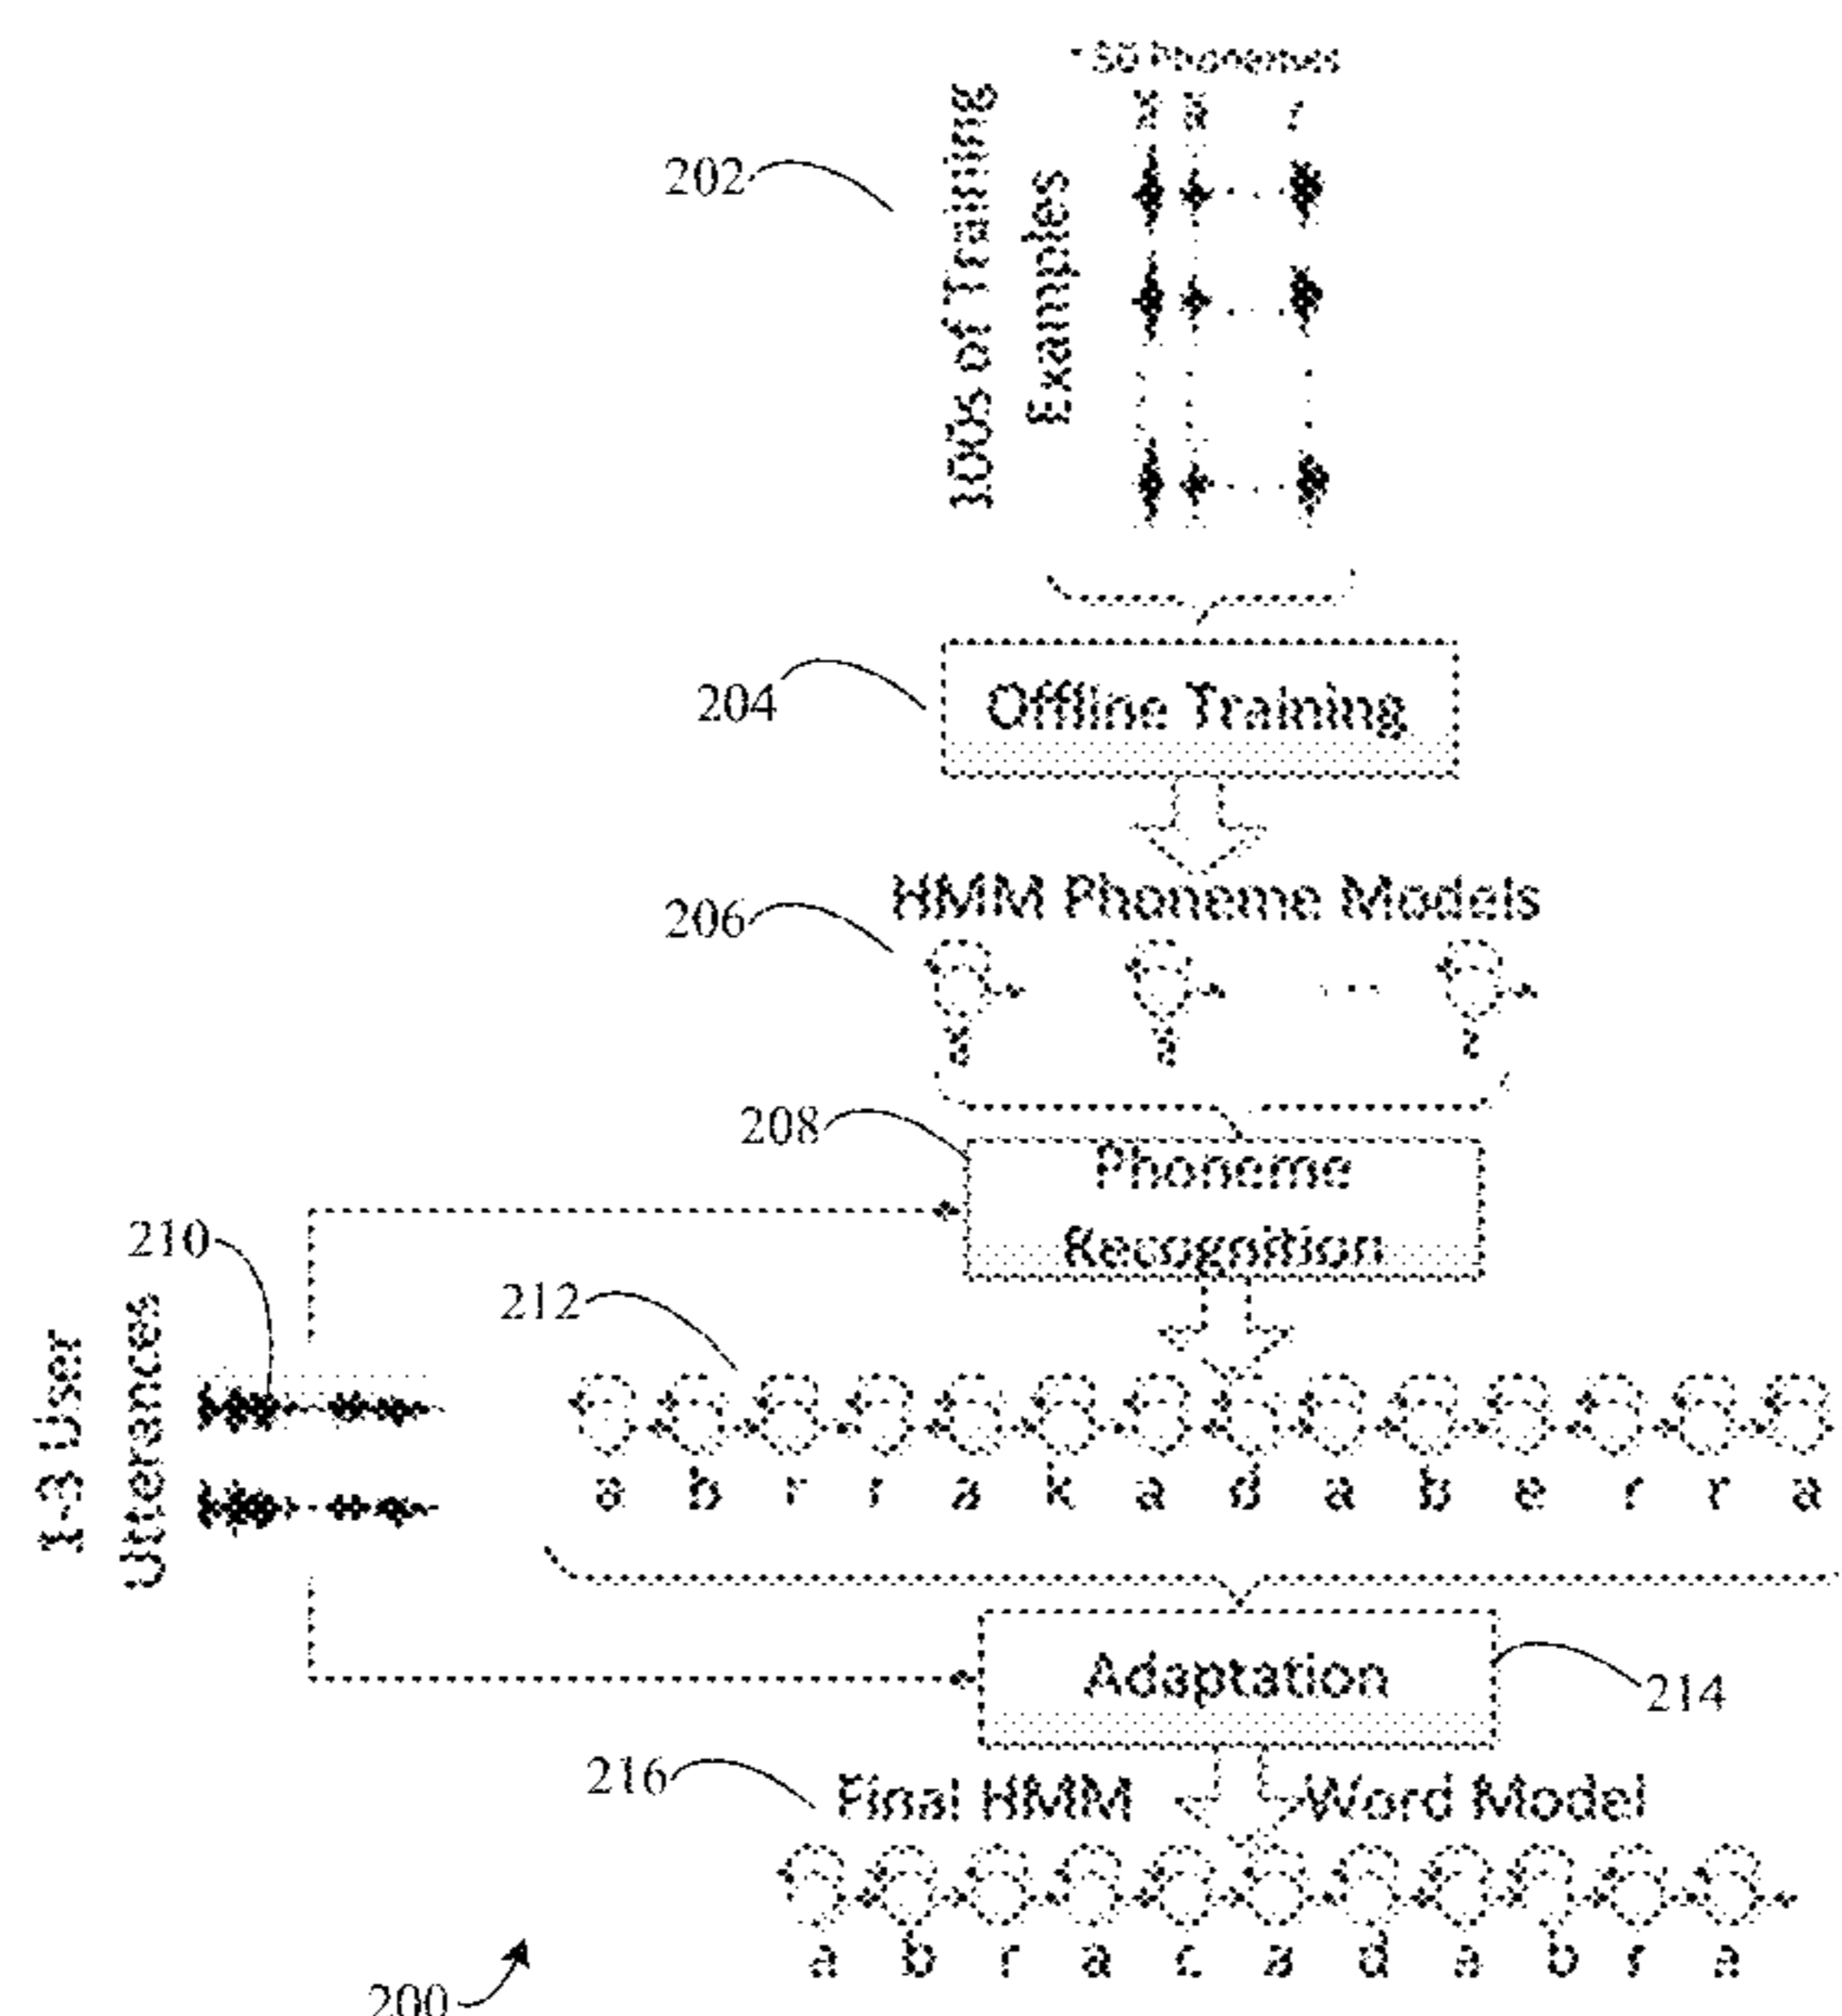 Phonemes
202
100s of Training
Examples
204
Offline Training
206
HMM Phoneme Models
208
Phoneme
Recognition
210
212
1-3 User
Utterances
a b r r a k a d a b e r r a
Adaptation
214
216
Final HMM Word Model
a b r a c a d a b r a
200